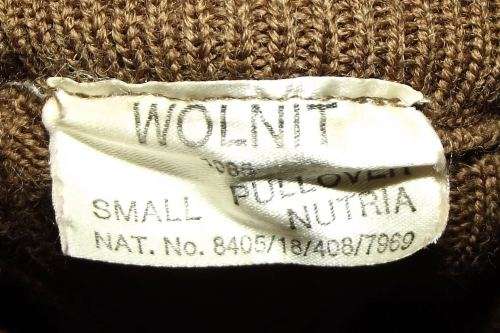 WOLNIT
PULLOVER
SMALL NUTRIA
NAT. No. 8405/18/408/7969